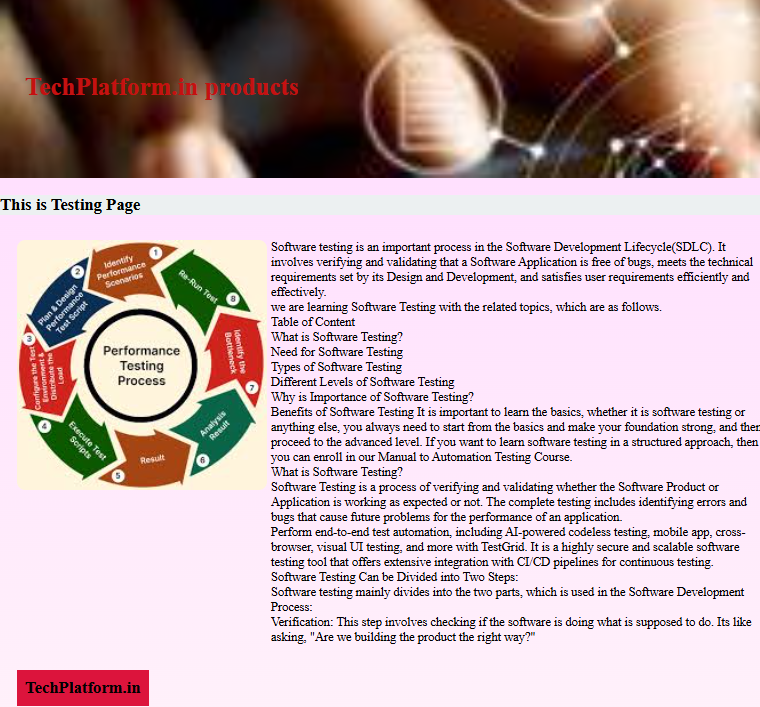 TechPlatform.in products
This is Testing Page
1
Identify
Performance
Scenarios
2
Plan & Design
Performance
Test Script
3
Configure the Test
Environment &
Distribute the
Load
4
Execute Test
Scripts
5
Result
6
Analysis
Result
7
Identify the
Bottleneck
8
Re-Run Test
Performance
Testing
Process
Software testing is an important process in the Software Development Lifecycle(SDLC). It
involves verifying and validating that a Software Application is free of bugs, meets the technical
requirements set by its Design and Development, and satisfies user requirements efficiently and
effectively.
we are learning Software Testing with the related topics, which are as follows.
Table of Content
What is Software Testing?
Need for Software Testing
Types of Software Testing
Different Levels of Software Testing
Why is Importance of Software Testing?
Benefits of Software Testing It is important to learn the basics, whether it is software testing or
anything else, you always need to start from the basics and make your foundation strong, and then
proceed to the advanced level. If you want to learn software testing in a structured approach, then
you can enroll in our Manual to Automation Testing Course.
What is Software Testing?
Software Testing is a process of verifying and validating whether the Software Product or
Application is working as expected or not. The complete testing includes identifying errors and
bugs that cause future problems for the performance of an application.
Perform end-to-end test automation, including AI-powered codeless testing, mobile app, cross-
browser, visual UI testing, and more with TestGrid. It is a highly secure and scalable software
testing tool that offers extensive integration with CI/CD pipelines for continuous testing.
Software Testing Can be Divided into Two Steps:
Software testing mainly divides into the two parts, which is used in the Software Development
Process:
Verification: This step involves checking if the software is doing what is supposed to do. Its like
asking, "Are we building the product the right way?"
TechPlatform.in